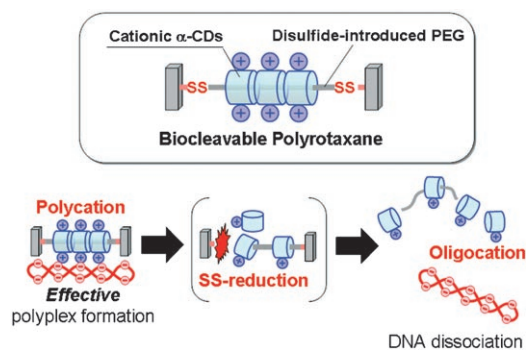 Cationic α-CDs
Disulfide-introduced PEG
SS
SS
Biocleavable Polyrotaxane
Polycation
Effective
polyplex formation
SS-reduction
Oligocation
DNA dissociation